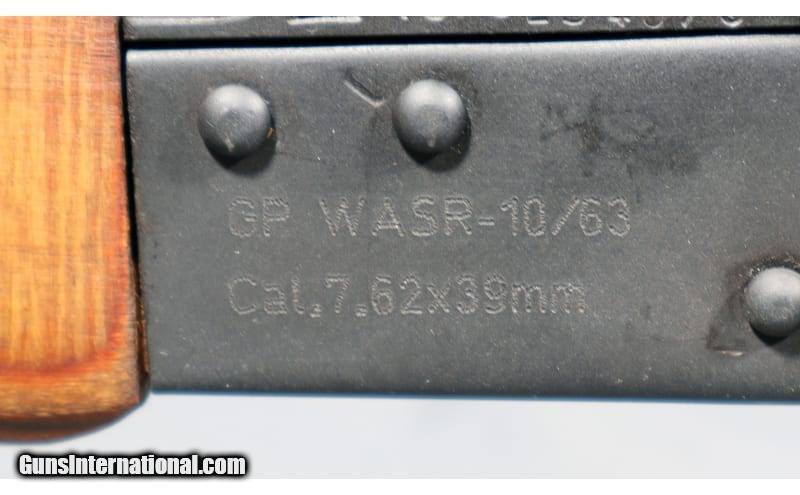 GP WASR-10/63
Cal.7.62x39mm
GunsInternational.com